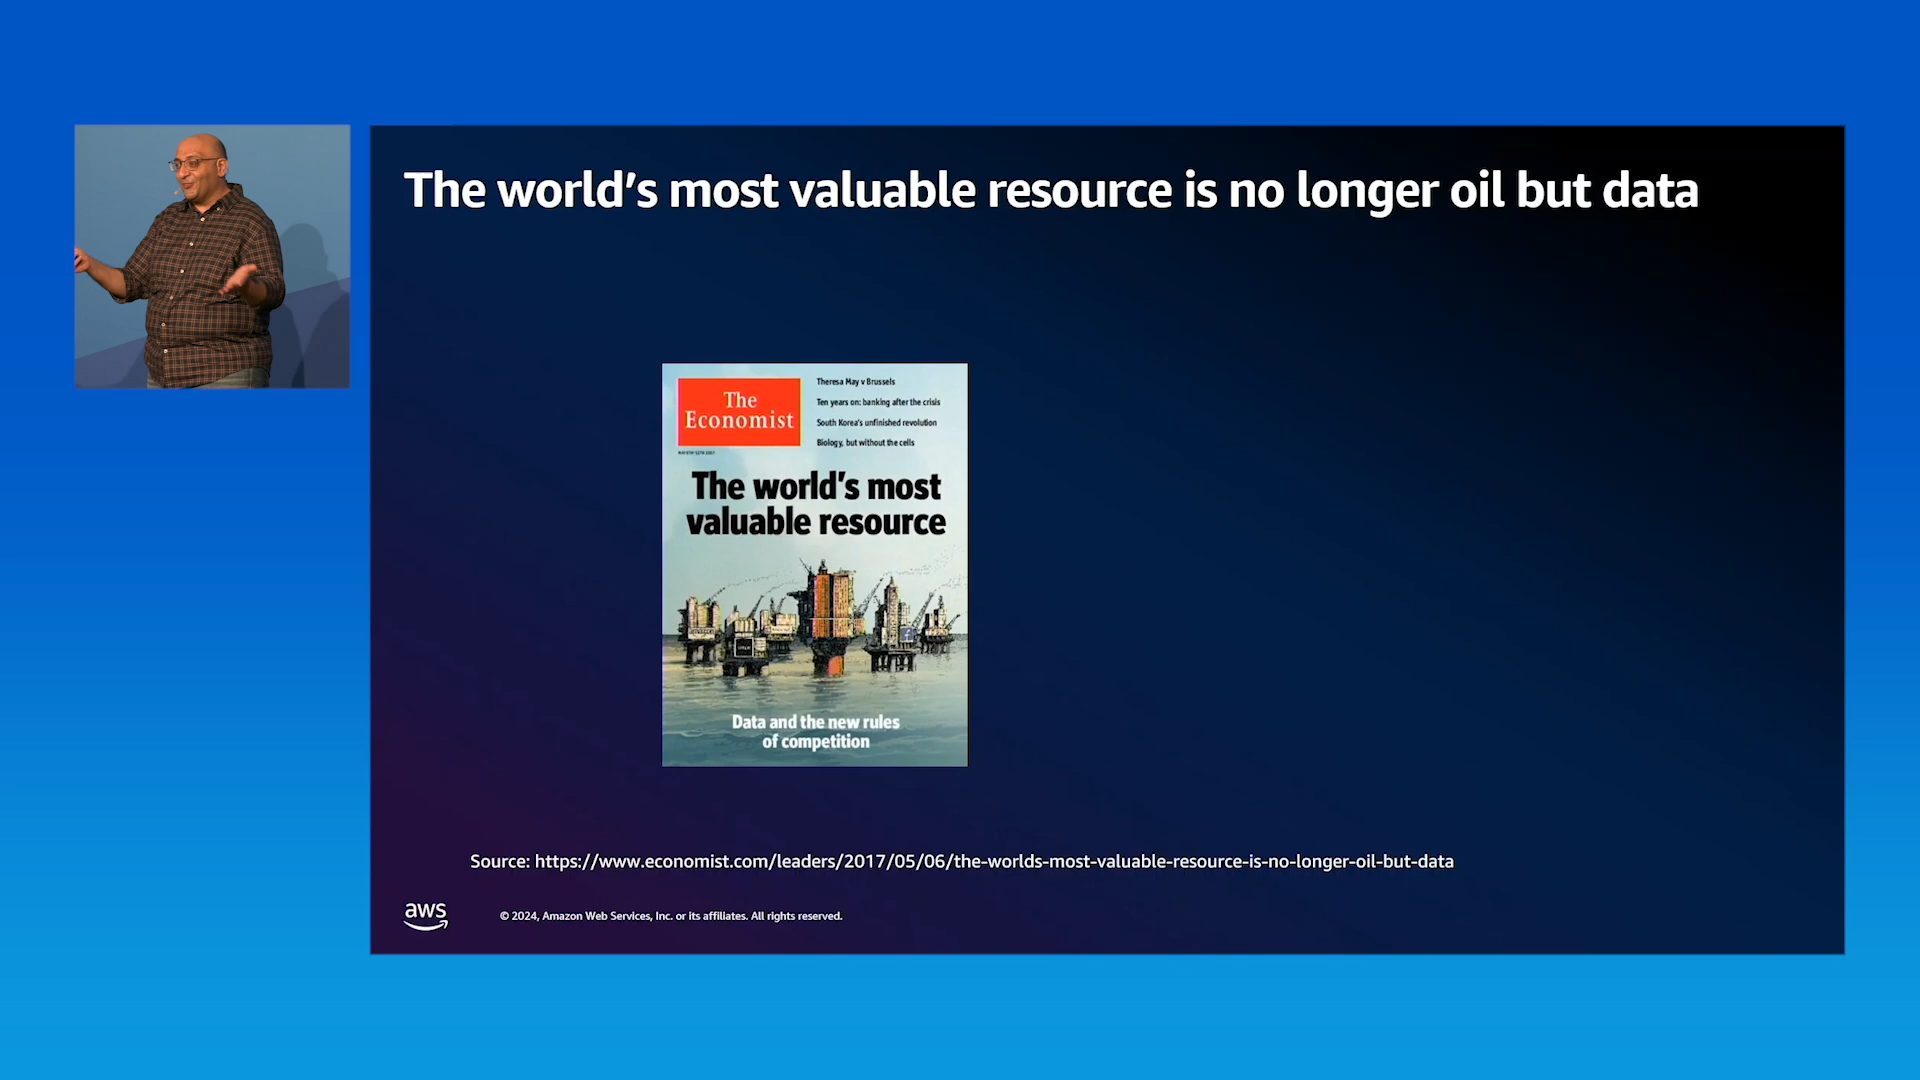 The world's most valuable resource is no longer oil but data
The
Economist
Theresa May v Brussels
Ten years on: banking after the crisis
South Korea's unfinished revolution
Biology, but without the cells
The world's most
valuable resource
Data and the new rules
of competition
Source: https://www.economist.com/leaders/2017/05/06/the-worlds-most-valuable-resource-is-no-longer-oil-but-data
aws
© 2024, Amazon Web Services, Inc. or its affiliates. All rights reserved.